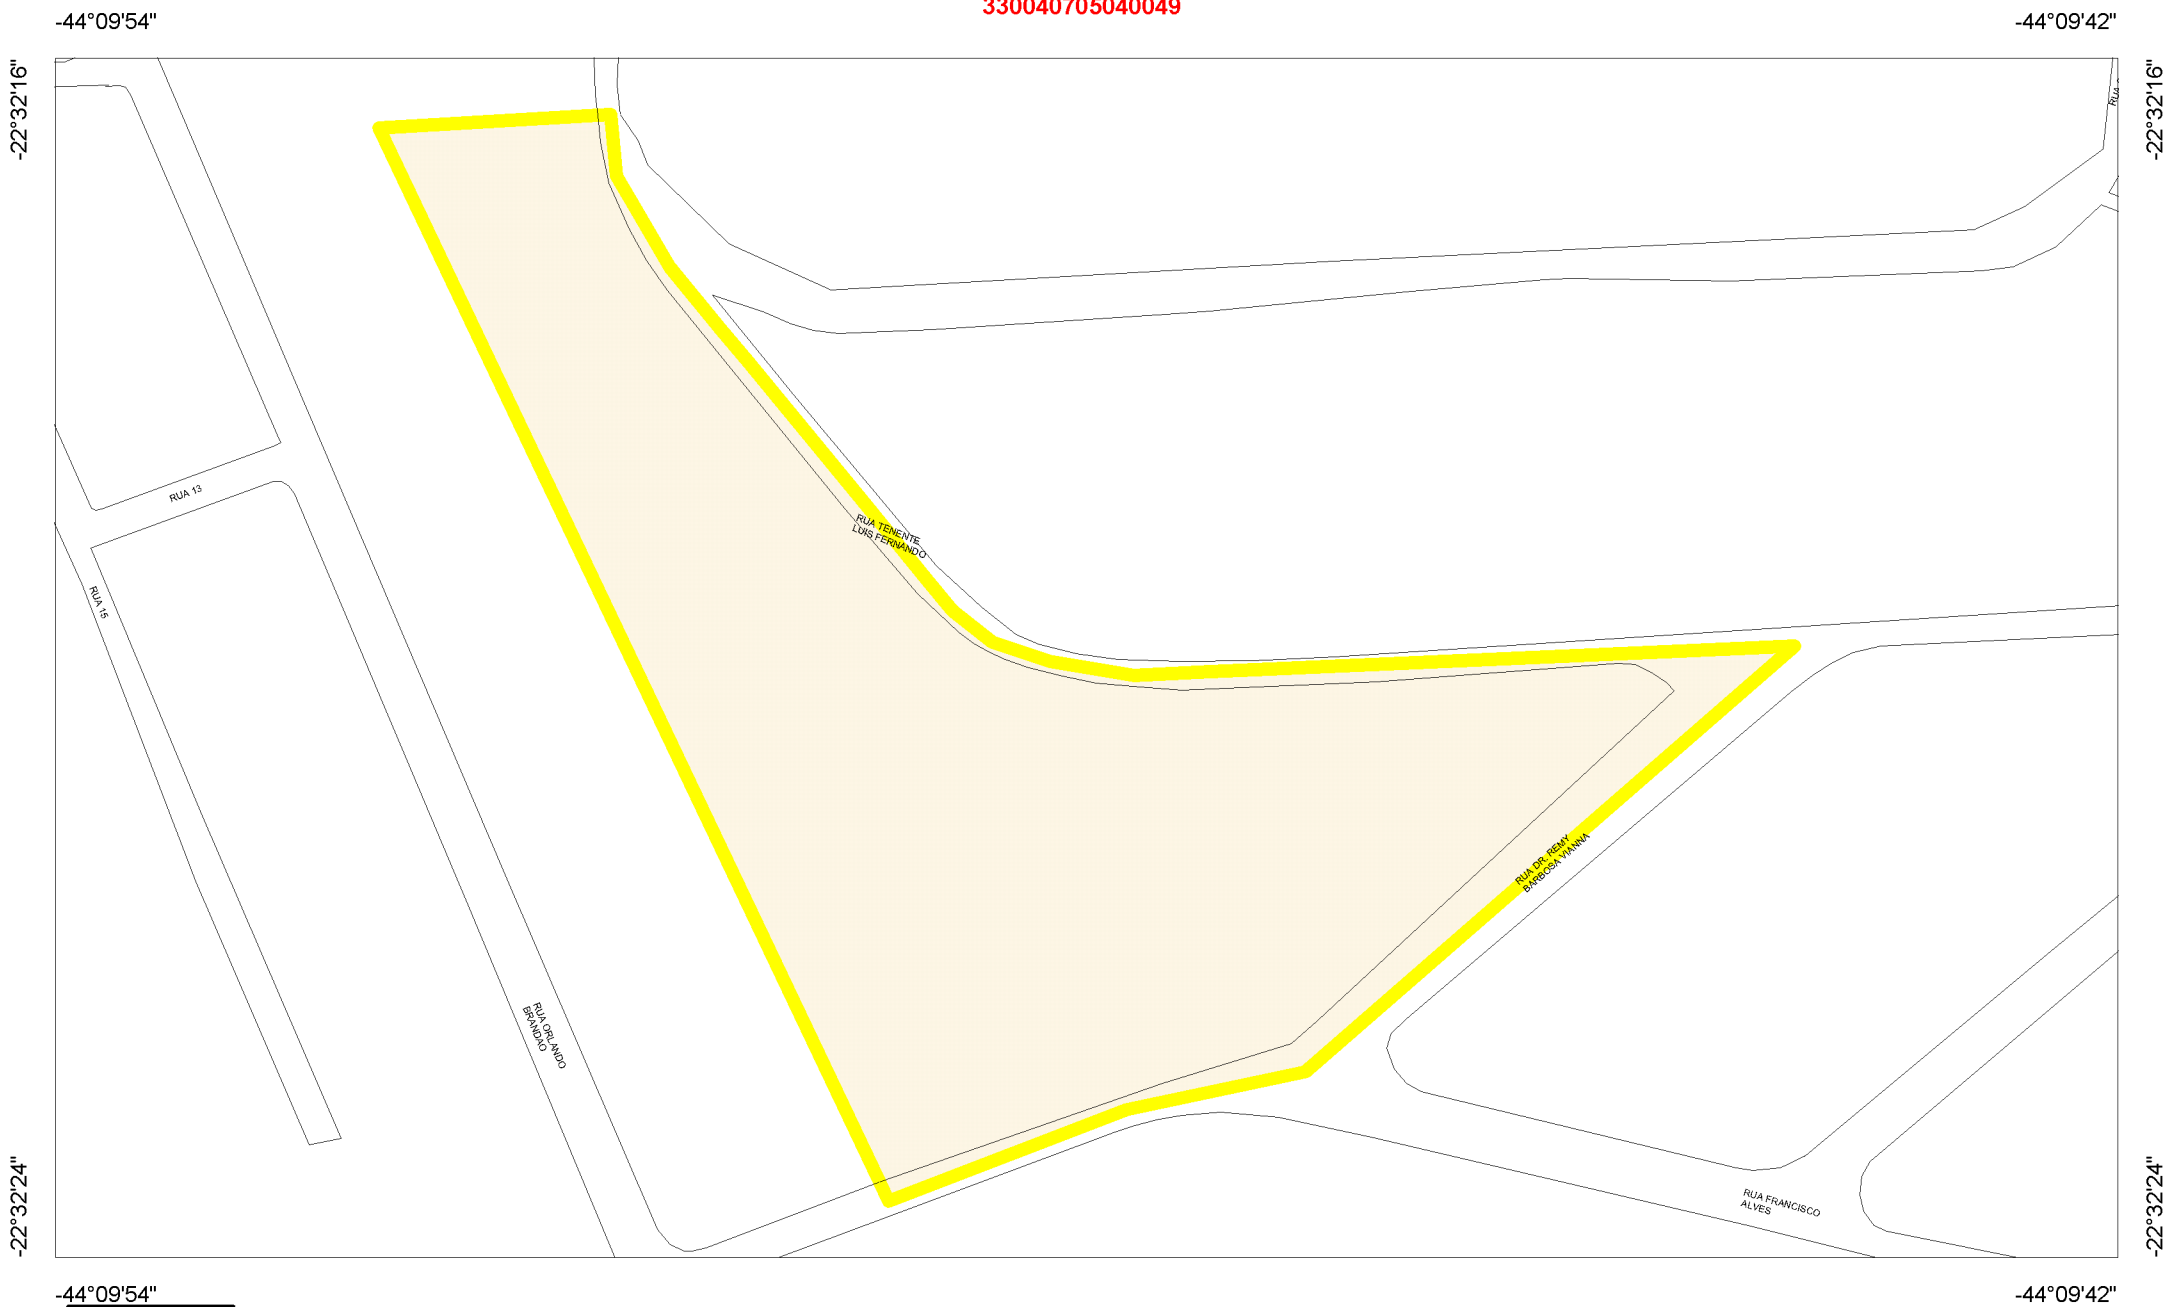 330040705040049
-44°09'54"
-44°09'42"
-22°32'16"
-22°32'16"
RUA
RUA 13
RUA TENENTE
LUIS FERNANDO
RUA 15
RUA DR. REMY
BARBOSA VIANNA
RUA ORLANDO
BRANDAO
RUA FRANCISCO
ALVES
-22°32'24"
-22°32'24"
-44°09'54"
-44°09'42"